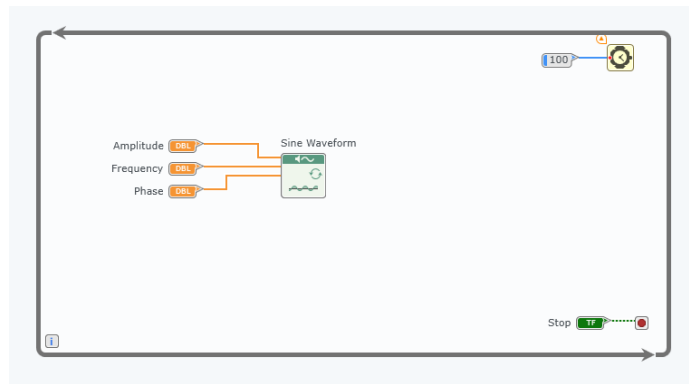 100
Amplitude DBL
Sine Waveform
Frequency DBL
Phase DBL
Stop TF
i